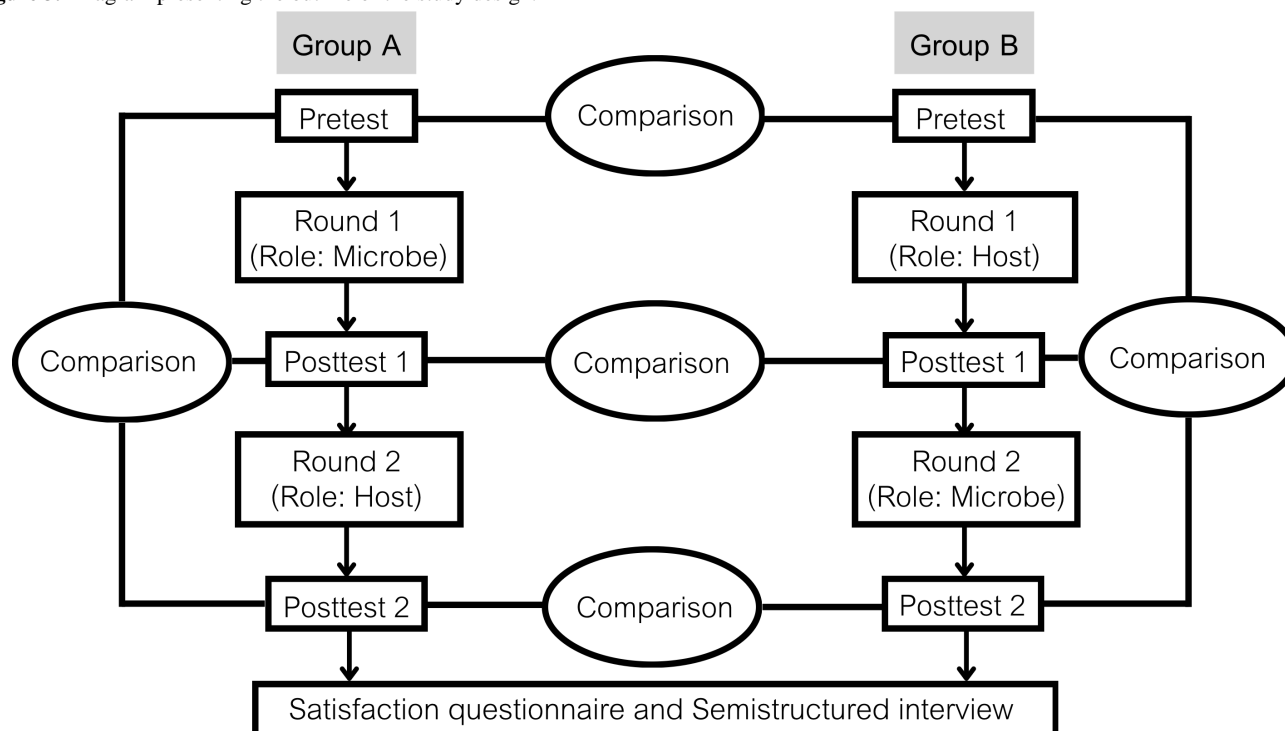 Group A
Group B
Pretest
Comparison
Pretest
Round 1
(Role: Microbe)
Round 1
(Role: Host)
Comparison
Posttest 1
Comparison
Posttest 1
Comparison
Round 2
(Role: Host)
Round 2
(Role: Microbe)
Posttest 2
Comparison
Posttest 2
Satisfaction questionnaire and Semistructured interview